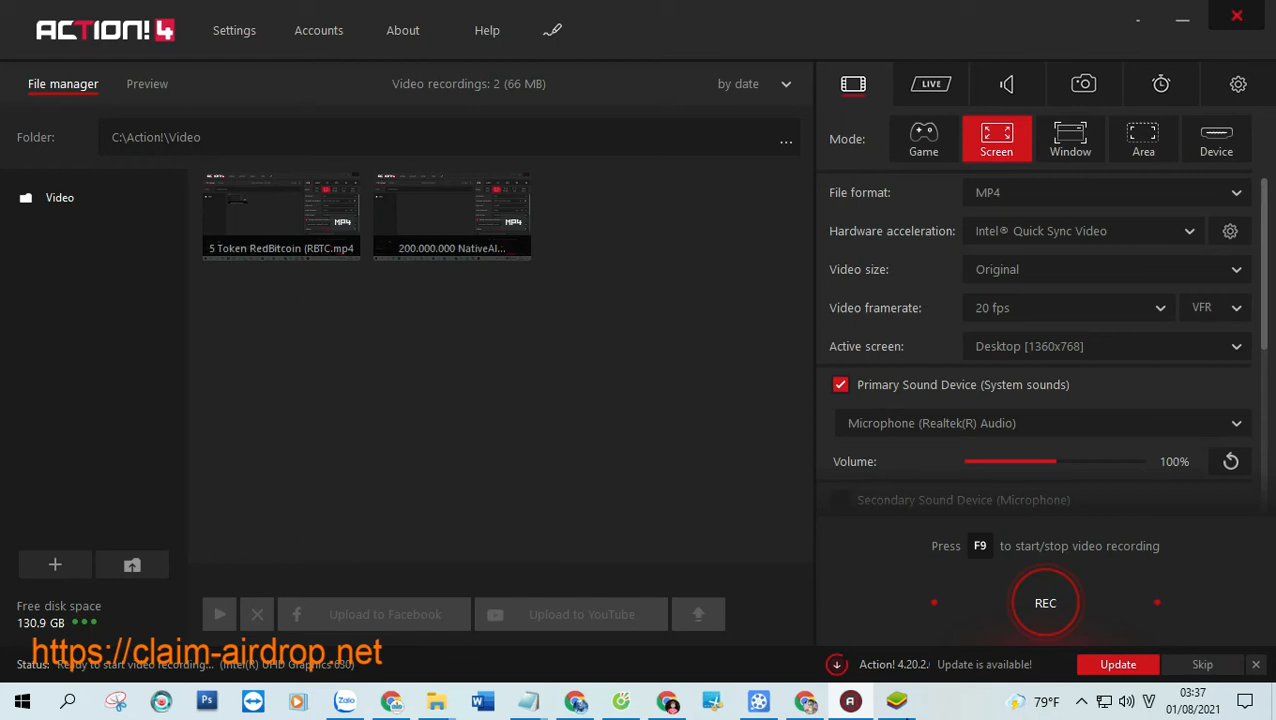 ACTION! 4
Settings
Accounts
About
Help
File manager
Preview
Video recordings: 2 (66 MB)
by date
LIVE
Folder:
C:\Action!\Video
...
Mode:
Game
Screen
Window
Area
Device
Video
MP4
5 Token RedBitcoin (RBTC.mp4
MP4
200.000.000 NativeAl...
File format:
MP4
Hardware acceleration:
Intel® Quick Sync Video
Video size:
Original
Video framerate:
20 fps
VFR
Active screen:
Desktop [1360x768]
Primary Sound Device (System sounds)
Microphone (Realtek(R) Audio)
Volume:
100%
Secondary Sound Device (Microphone)
Press F9 to start/stop video recording
REC
Free disk space
130.9 GB
Upload to Facebook
Upload to YouTube
https://claim-airdrop.net
Status: Ready to start video recording... (Intel(R) UHD Graphics 630)
Action! 4.20.2. Update is available!
Update
Skip
Ps
Zalo
W
A
79°F
V
03:37
01/08/2021